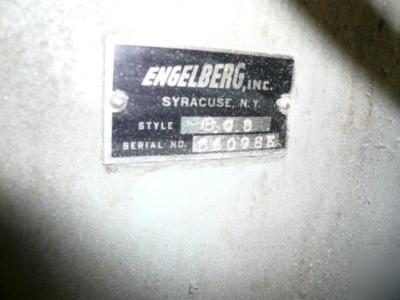 ENGELBERG, INC.
SYRACUSE, N.Y.
STYLE
SERIAL NO.